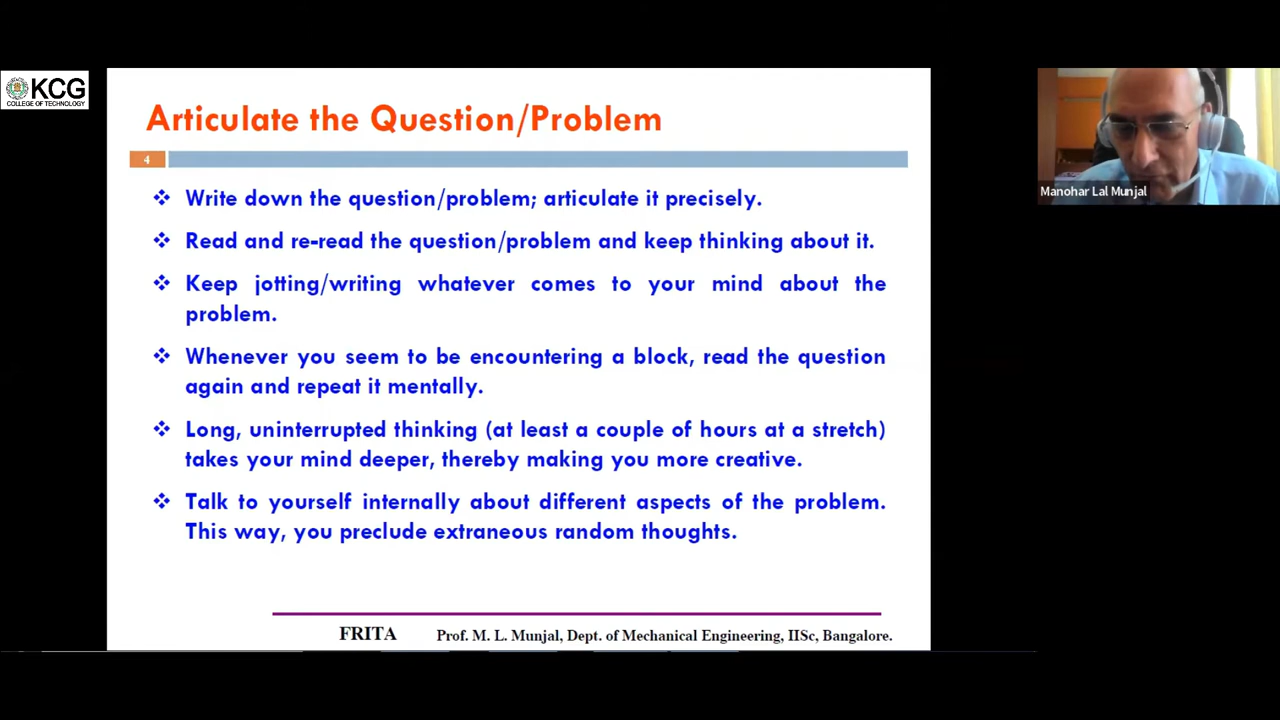 KCG
COLLEGE OF TECHNOLOGY
Articulate the Question/Problem
4
Write down the question/problem; articulate it precisely.
Read and re-read the question/problem and keep thinking about it.
Keep jotting/writing whatever comes to your mind about the
problem.
Whenever you seem to be encountering a block, read the question
again and repeat it mentally.
Long, uninterrupted thinking (at least a couple of hours at a stretch)
takes your mind deeper, thereby making you more creative.
Talk to yourself internally about different aspects of the problem.
This way, you preclude extraneous random thoughts.
FRITA Prof. M. L. Munjal, Dept. of Mechanical Engineering, IISc, Bangalore.
Manohar Lal Munjal